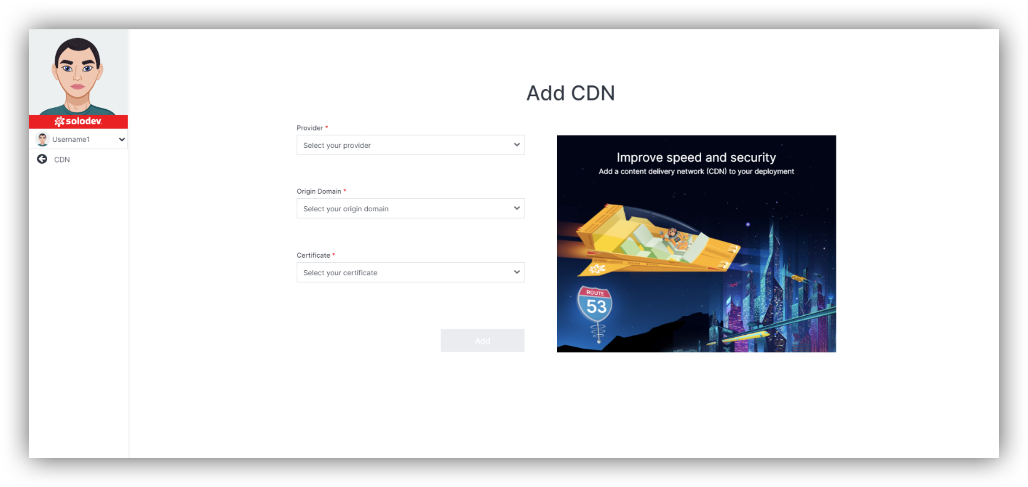 solodev
Username1
CDN
Add CDN
Provider *
Select your provider
Origin Domain *
Select your origin domain
Certificate *
Select your certificate
Add
Improve speed and security
Add a content delivery network (CDN) to your deployment
ROUTE
53